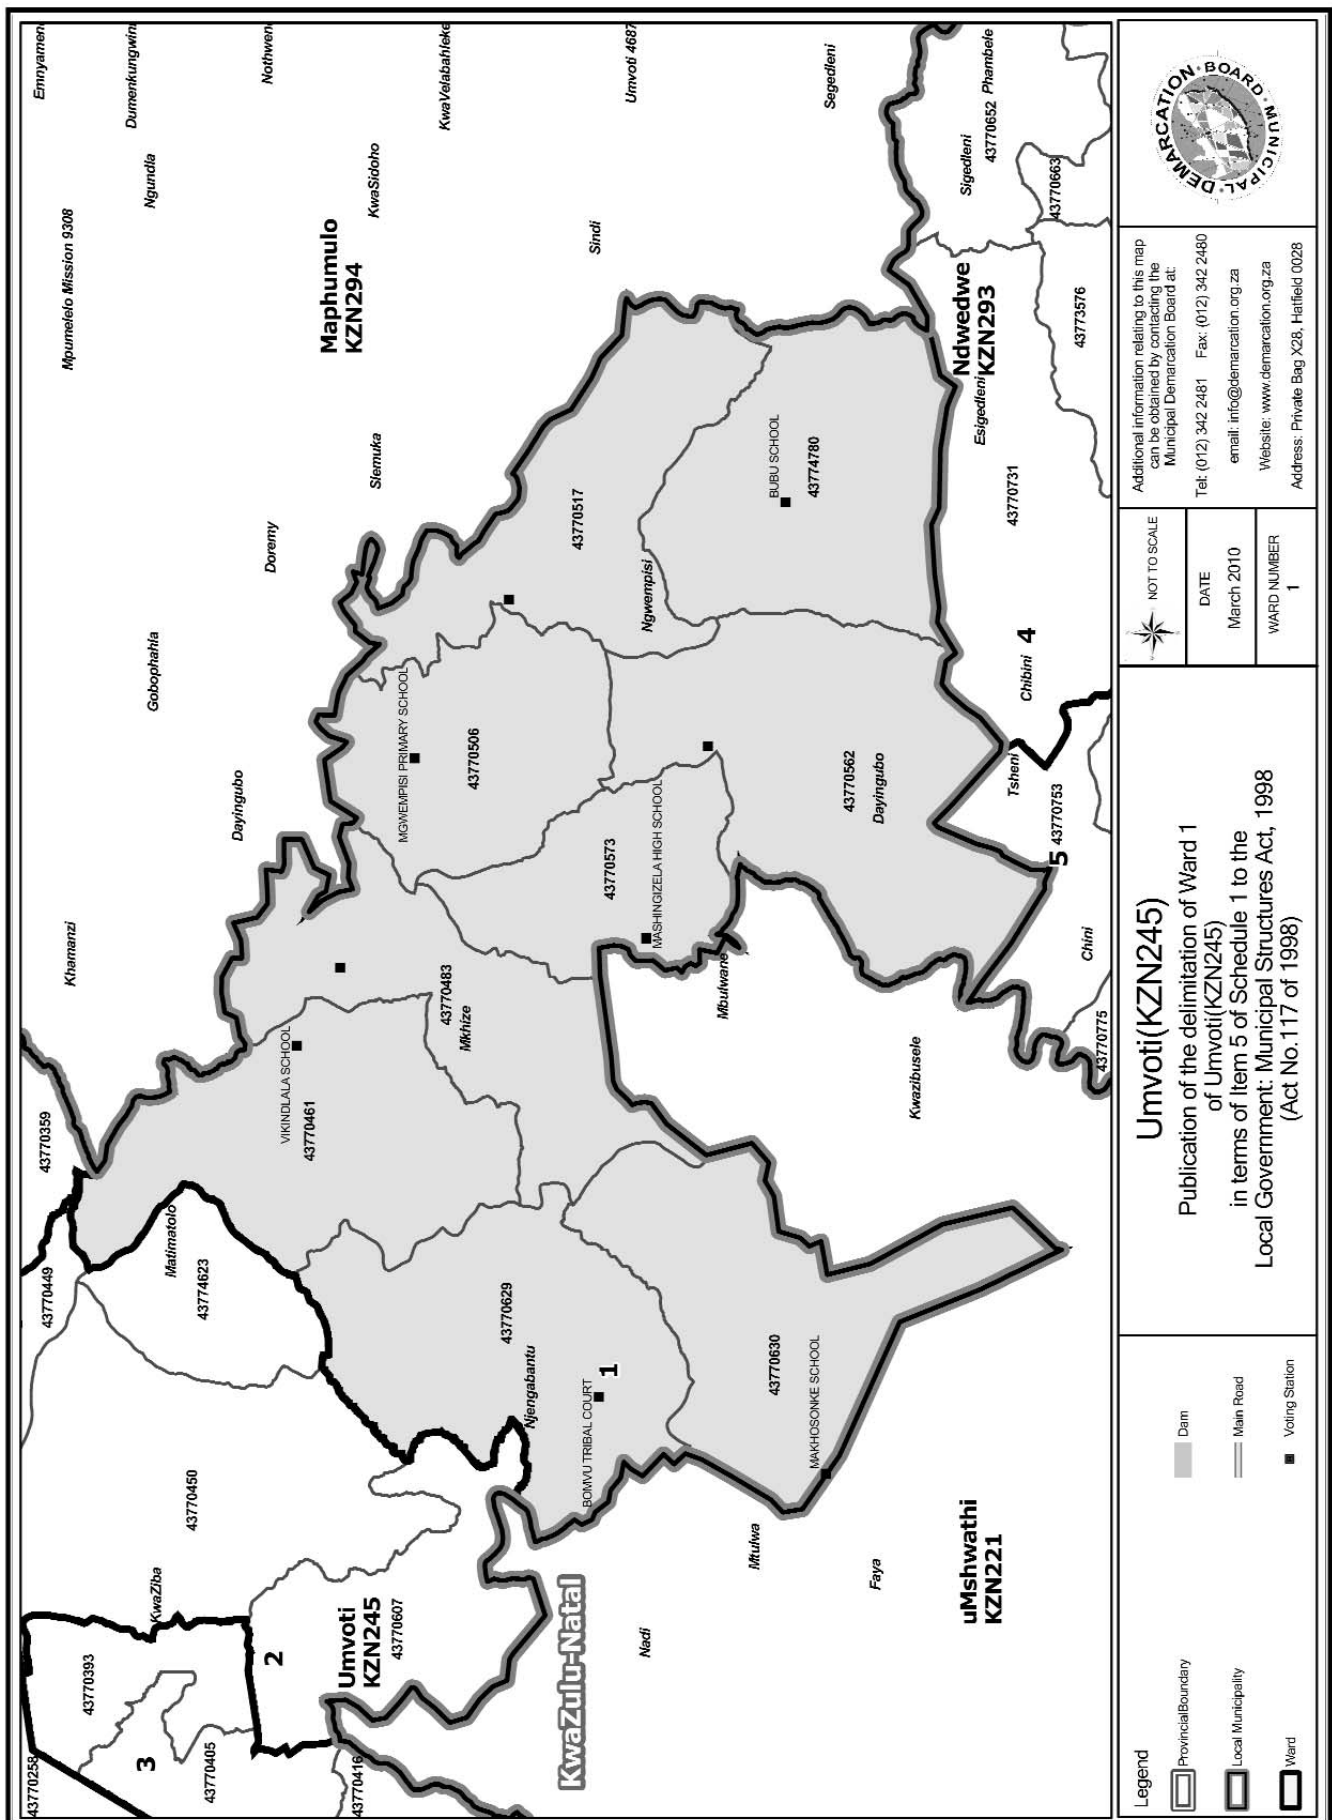 43770258
43770393
3
43770405
43770416
2
KwaZiba
43770450
Umvoti
KZN245
43770607
KwaZulu-Natal
Nadi
Mtulwa
Faya
uMshwathi
KZN221
43770449
43770359
Matimatolo
43774623
VIKINDLALA SCHOOL
43770461
43770629
Njengabantu
BOMVU TRIBAL COURT
1
43770630
MAKHOSONKE SCHOOL
Khamanzi
Dayingubo
Gobophahla
Doremy
43770483
Mkhize
MGWEMPISI PRIMARY SCHOOL
43770506
43770573
MASHINGIZELA HIGH SCHOOL
Mbulwane
Kwazibusele
43770562
Dayingubo
Tsheni
43770753
5
Chini
43770775
Chibini 4
43770731
Emnyamen
Dumenkungwini
Nothwen
KwaVelabahleke
Umvoti 4687
Segedleni
Phambele
Mpumelelo Mission 9308
Ngundla
KwaSidoho
Maphumulo
KZN294
Slemuka
Sindi
43770517
Ngwempisi
BUBU SCHOOL
43774780
Ndwedwe
KZN293
Esigedleni
Sigedleni
43770652
43770663
43773576
Legend
ProvincialBoundary
Local Municipality
Ward
Dam
Main Road
Voting Station
Umvoti(KZN245)
Publication of the delimitation of Ward 1
of Umvoti(KZN245)
in terms of Item 5 of Schedule 1 to the
Local Government: Municipal Structures Act, 1998
(Act No.117 of 1998)
NOT TO SCALE
DATE
March 2010
WARD NUMBER
1
Additional information relating to this map
can be obtained by contacting the
Municipal Demarcation Board at:
Tel: (012) 342 2481 Fax: (012) 342 2480
email: info@demarcation.org.za
Website: www.demarcation.org.za
Address: Private Bag X28, Hatfield 0028
MUNICIPAL DEMARCATION BOARD